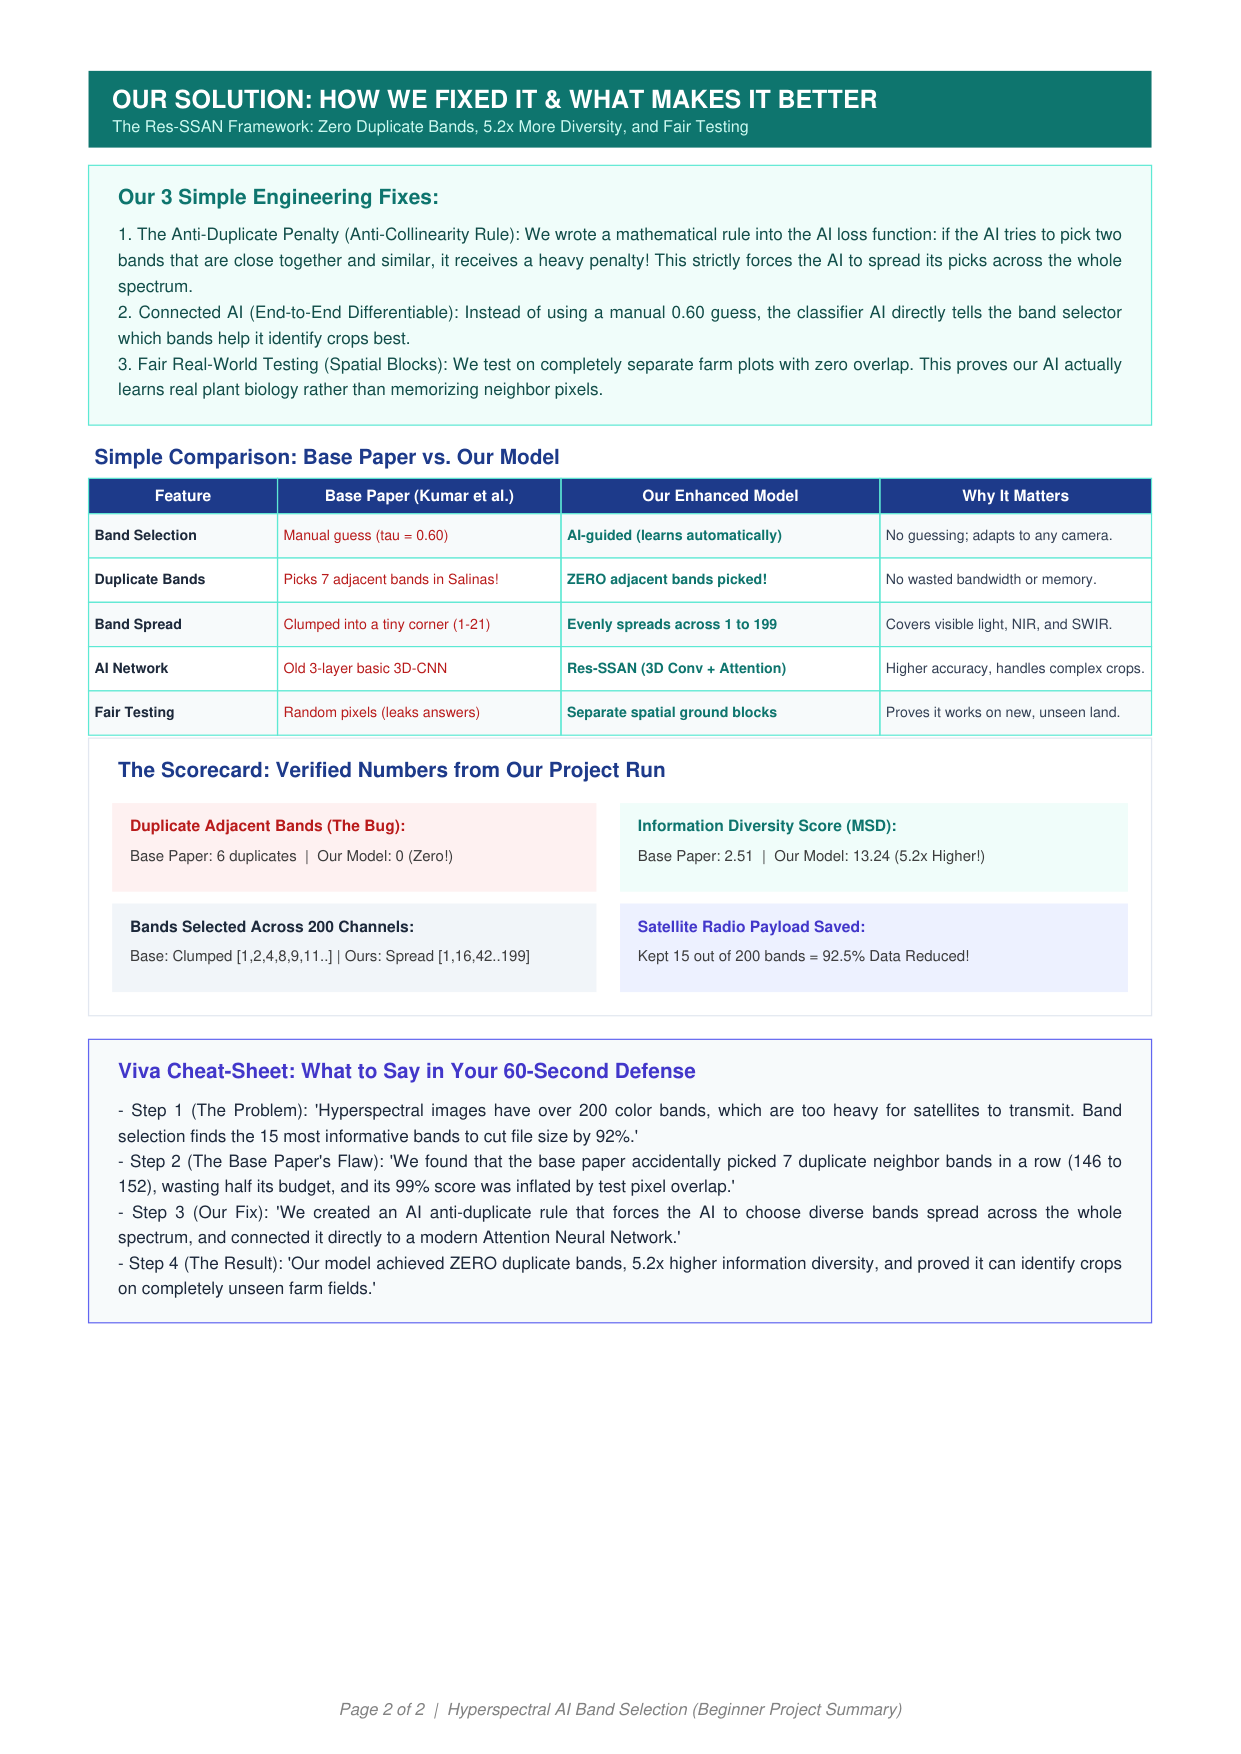 OUR SOLUTION: HOW WE FIXED IT & WHAT MAKES IT BETTER
The Res-SSAN Framework: Zero Duplicate Bands, 5.2x More Diversity, and Fair Testing
Our 3 Simple Engineering Fixes:
1. The Anti-Duplicate Penalty (Anti-Collinearity Rule): We wrote a mathematical rule into the AI loss function: if the AI tries to pick two
bands that are close together and similar, it receives a heavy penalty! This strictly forces the AI to spread its picks across the whole
spectrum.
2. Connected AI (End-to-End Differentiable): Instead of using a manual 0.60 guess, the classifier AI directly tells the band selector
which bands help it identify crops best.
3. Fair Real-World Testing (Spatial Blocks): We test on completely separate farm plots with zero overlap. This proves our AI actually
learns real plant biology rather than memorizing neighbor pixels.
Simple Comparison: Base Paper vs. Our Model
Feature Base Paper (Kumar et al.) Our Enhanced Model Why It Matters
Band Selection Manual guess (tau = 0.60) AI-guided (learns automatically) No guessing; adapts to any camera.
Duplicate Bands Picks 7 adjacent bands in Salinas! ZERO adjacent bands picked! No wasted bandwidth or memory.
Band Spread Clumped into a tiny corner (1-21) Evenly spreads across 1 to 199 Covers visible light, NIR, and SWIR.
AI Network Old 3-layer basic 3D-CNN Res-SSAN (3D Conv + Attention) Higher accuracy, handles complex crops.
Fair Testing Random pixels (leaks answers) Separate spatial ground blocks Proves it works on new, unseen land.
The Scorecard: Verified Numbers from Our Project Run
Duplicate Adjacent Bands (The Bug):
Base Paper: 6 duplicates | Our Model: 0 (Zero!)
Information Diversity Score (MSD):
Base Paper: 2.51 | Our Model: 13.24 (5.2x Higher!)
Bands Selected Across 200 Channels:
Base: Clumped [1,2,4,8,9,11..] | Ours: Spread [1,16,42..199]
Satellite Radio Payload Saved:
Kept 15 out of 200 bands = 92.5% Data Reduced!
Viva Cheat-Sheet: What to Say in Your 60-Second Defense
- Step 1 (The Problem): 'Hyperspectral images have over 200 color bands, which are too heavy for satellites to transmit. Band
selection finds the 15 most informative bands to cut file size by 92%.'
- Step 2 (The Base Paper's Flaw): 'We found that the base paper accidentally picked 7 duplicate neighbor bands in a row (146 to
152), wasting half its budget, and its 99% score was inflated by test pixel overlap.'
- Step 3 (Our Fix): 'We created an AI anti-duplicate rule that forces the AI to choose diverse bands spread across the whole
spectrum, and connected it directly to a modern Attention Neural Network.'
- Step 4 (The Result): 'Our model achieved ZERO duplicate bands, 5.2x higher information diversity, and proved it can identify crops
on completely unseen farm fields.'
Page 2 of 2 | Hyperspectral AI Band Selection (Beginner Project Summary)